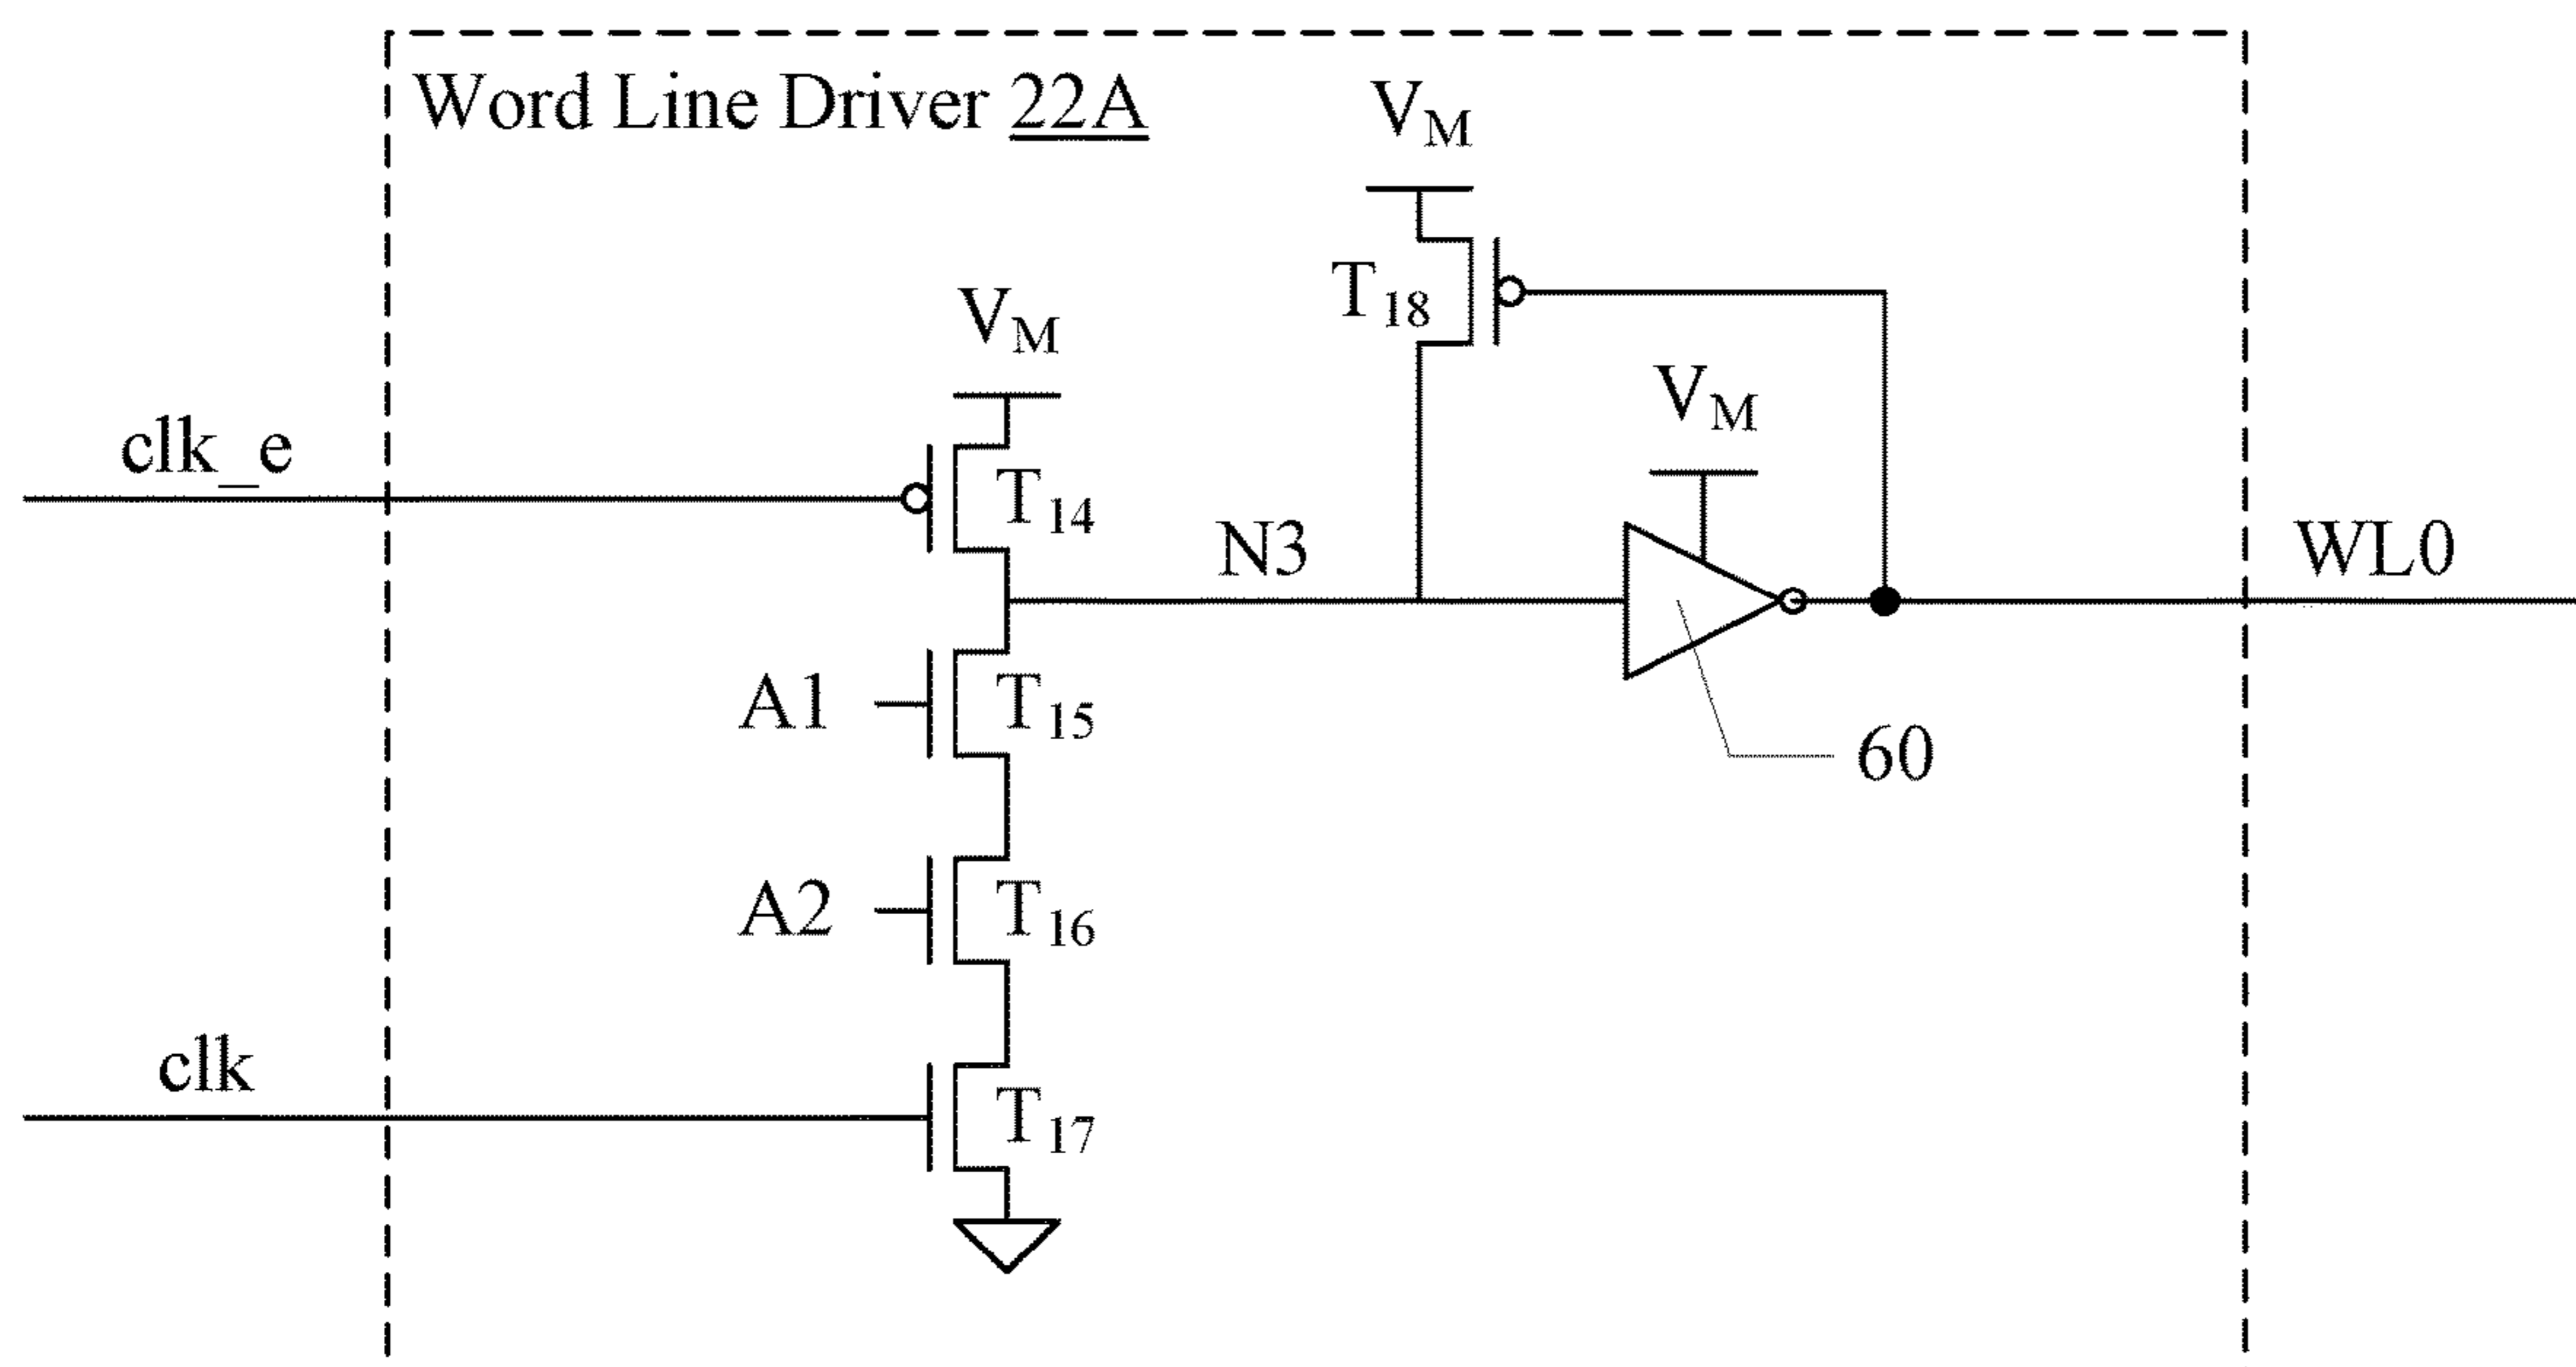 Word Line Driver 22A
VM
VM
T18
VM
clk_e
T14
N3
WL0
A1
T15
60
A2
T16
clk
T17